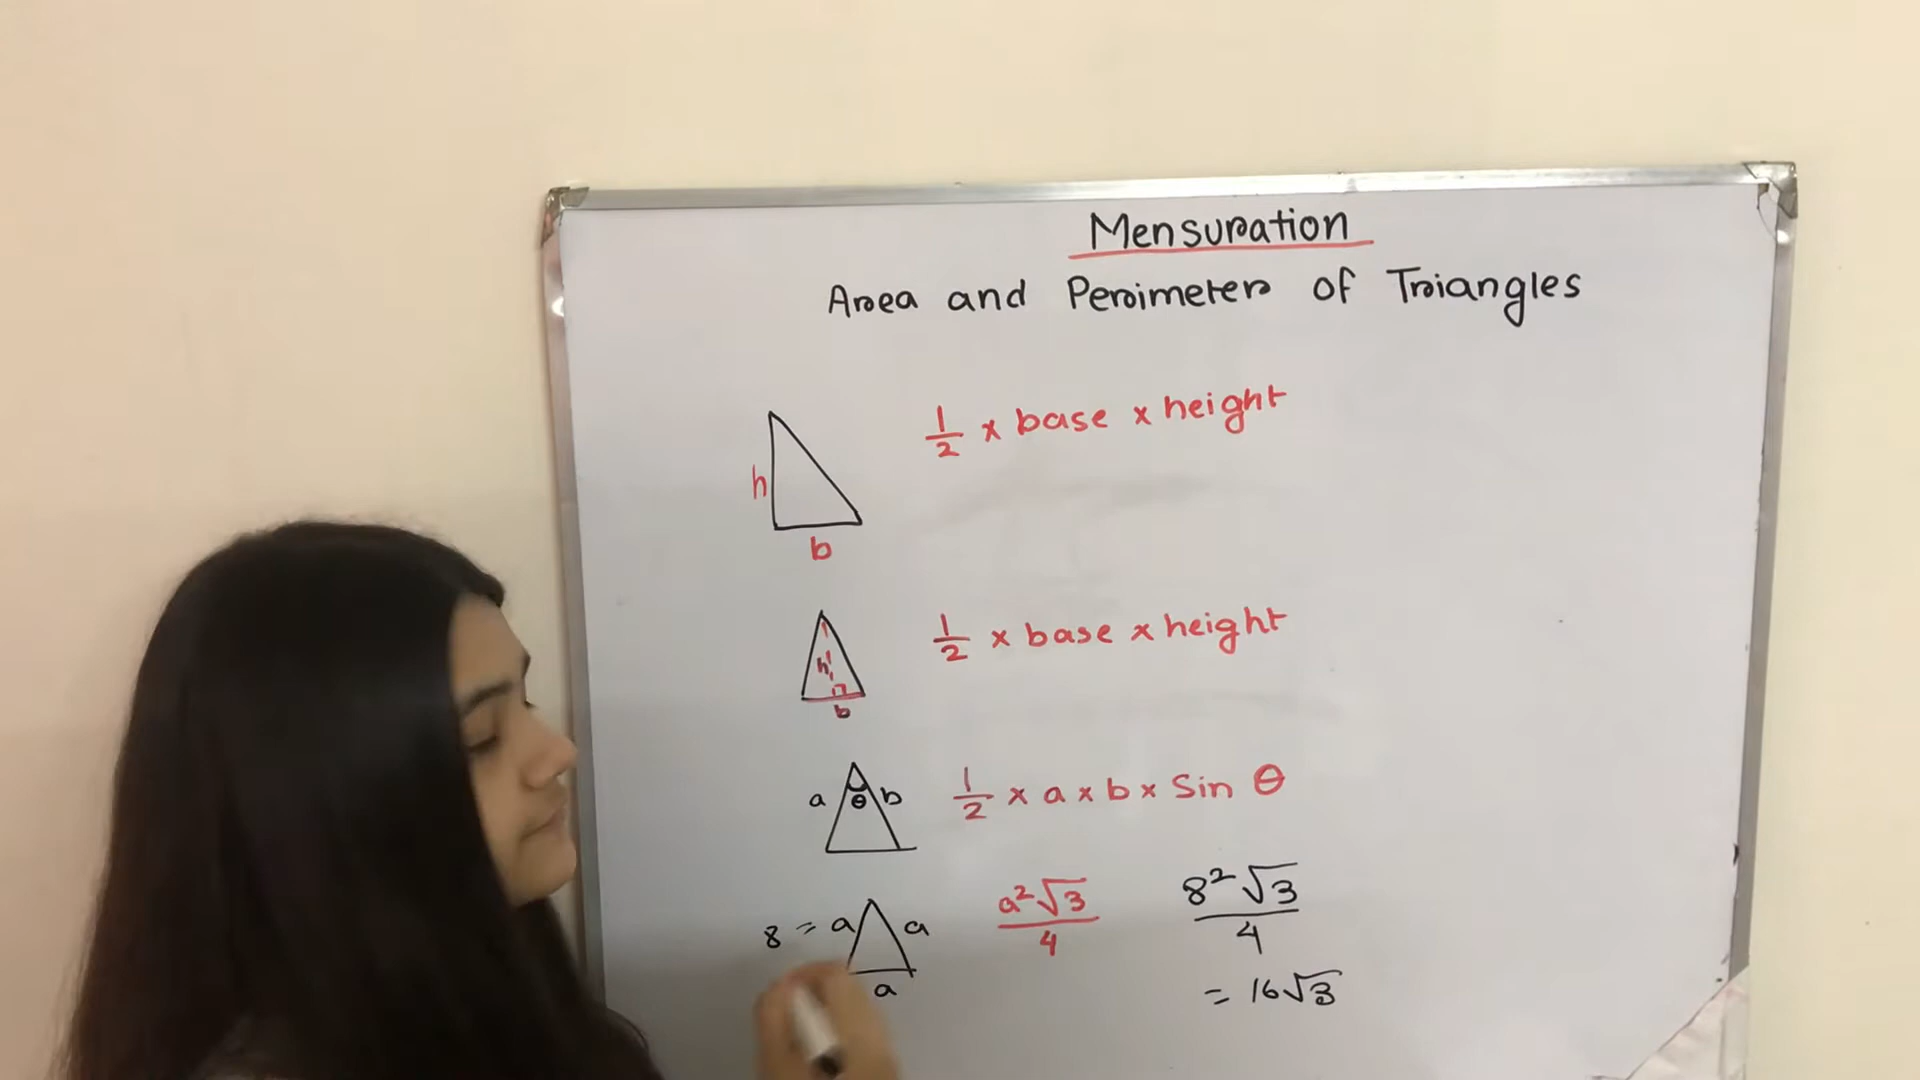 Mensuration
Area and Perimeter of Triangles
h
b
1/2 × base × height
h
b
1/2 × base × height
a θ b
1/2 × a × b × Sin θ
8 = a a
a
a²√3/4
8²√3/4
= 16√3